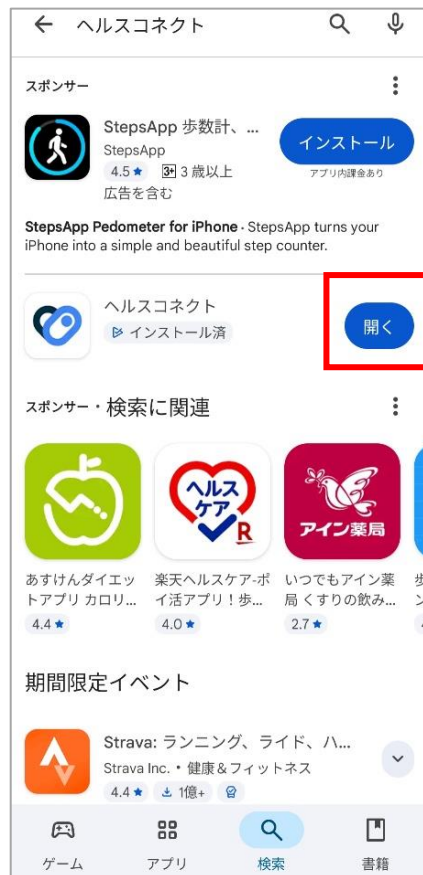 ヘルスコネクト
スポンサー
StepsApp 歩数計、...
StepsApp
インストール
4.5★ 3+ 3 歳以上
アプリ内課金あり
広告を含む
StepsApp Pedometer for iPhone · StepsApp turns your
iPhone into a simple and beautiful step counter.
ヘルスコネクト
インストール済
開く
スポンサー・検索に関連
ヘルス
ケア
R
アイン薬局
あすけんダイエッ
トアプリ カロリ...
4.4★
楽天ヘルスケア-ポ
イ活アプリ!歩...
4.0★
いつでもアイン薬
局 くすりの飲み...
2.7★
期間限定イベント
Strava: ランニング、ライド、ハ...
Strava Inc. • 健康&フィットネス
4.4★ 1億+
ゲーム
アプリ
検索
書籍